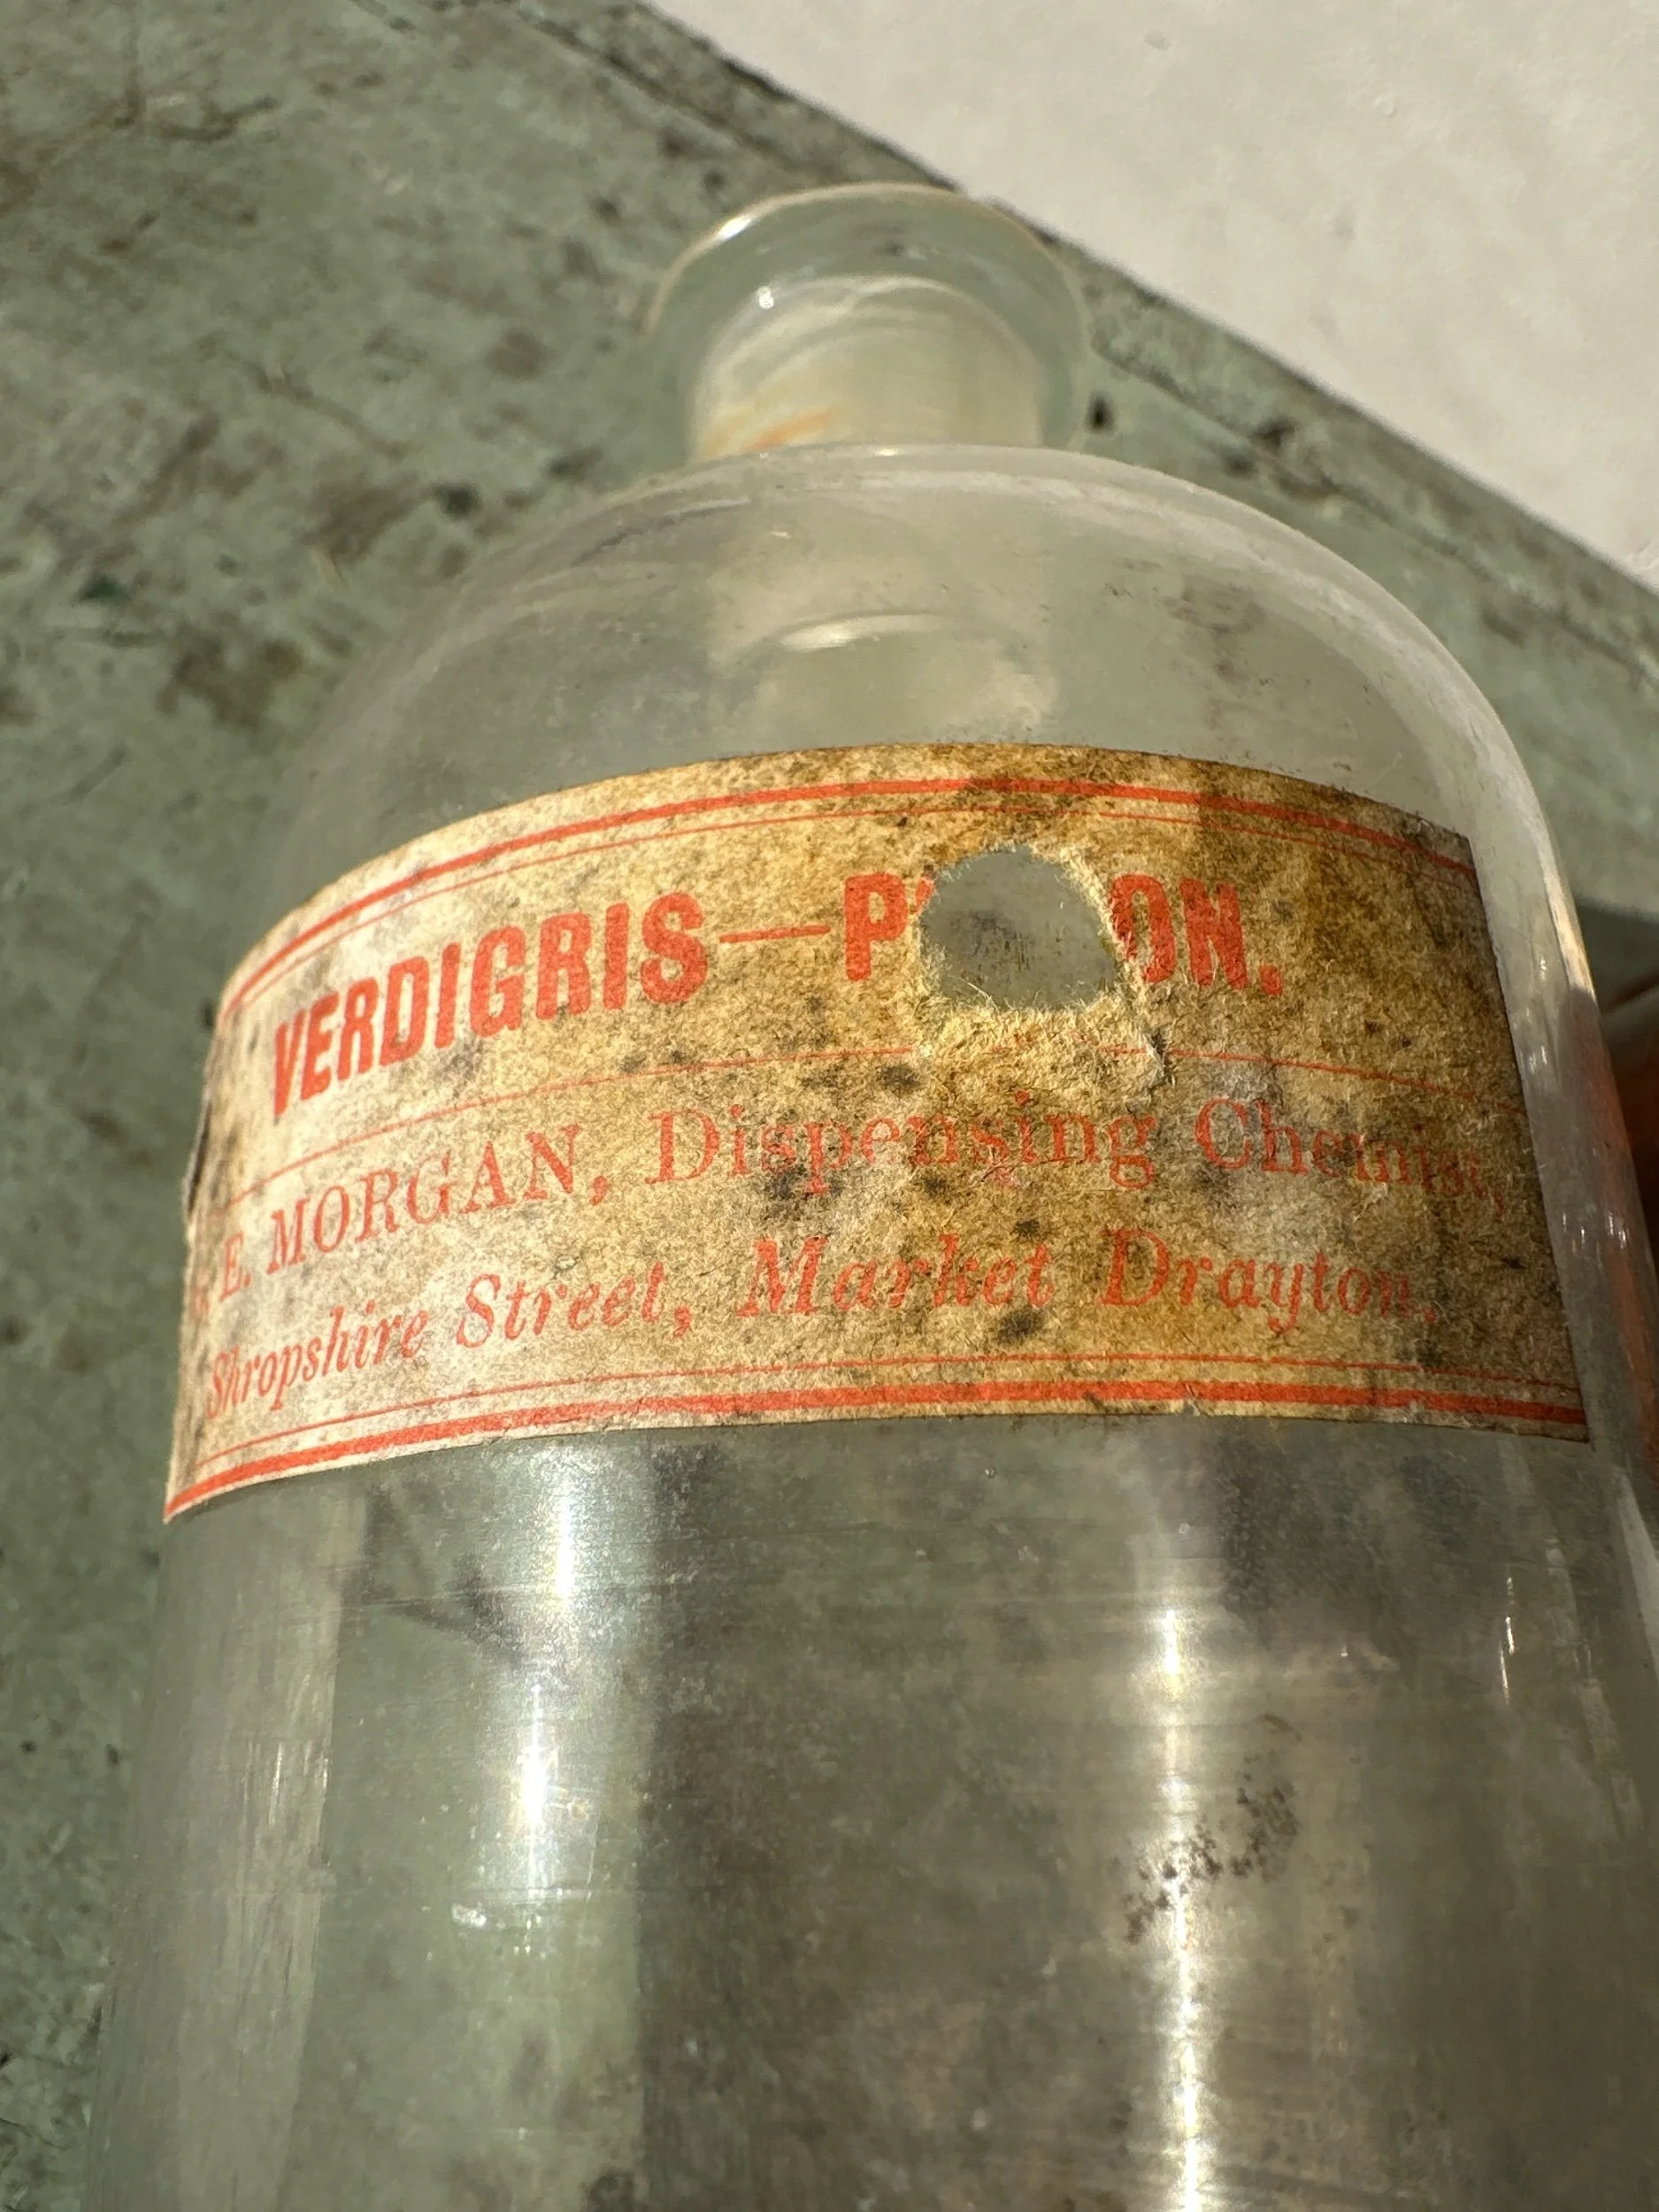 VERDIGRIS—P ON.
E. MORGAN, Dispensing Chemist,
Shropshire Street, Market Drayton.